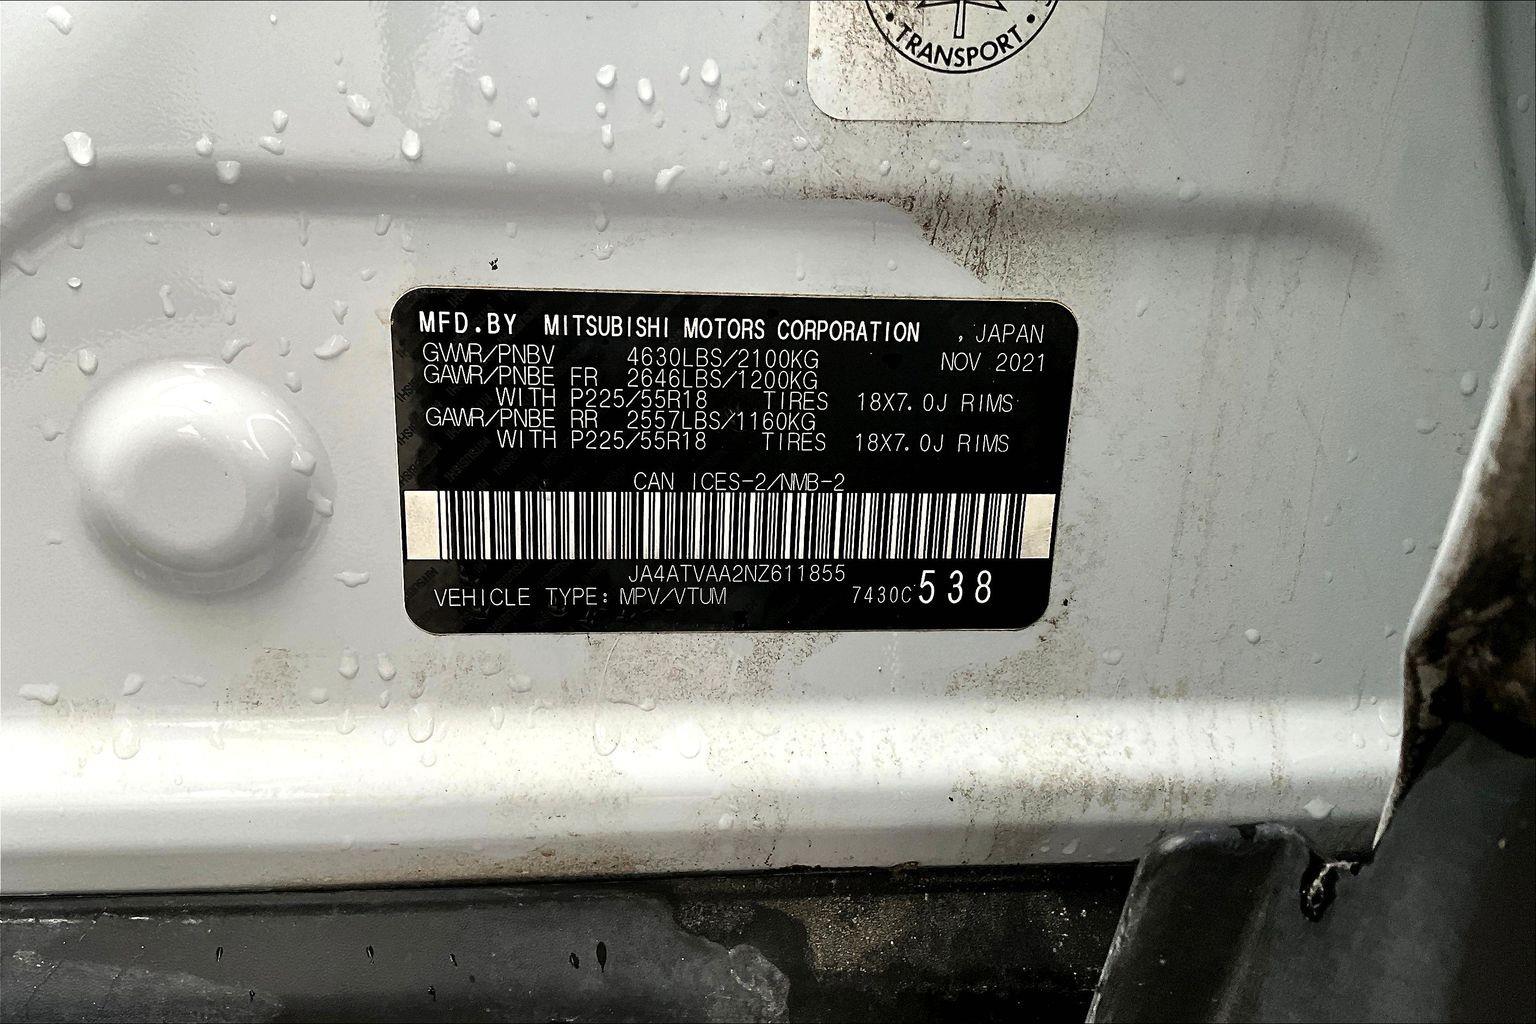 • TRANSPORT •
MFD.BY MITSUBISHI MOTORS CORPORATION , JAPAN
GVWR/PNBV 4630LBS/2100KG NOV 2021
GAWR/PNBE FR 2646LBS/1200KG
WITH P225/55R18 TIRES 18X7.0J RIMS
GAWR/PNBE RR 2557LBS/1160KG
WITH P225/55R18 TIRES 18X7.0J RIMS
CAN ICES-2/NMB-2
JA4ATVAA2NZ611855
VEHICLE TYPE: MPV/VTUM 7430C 538